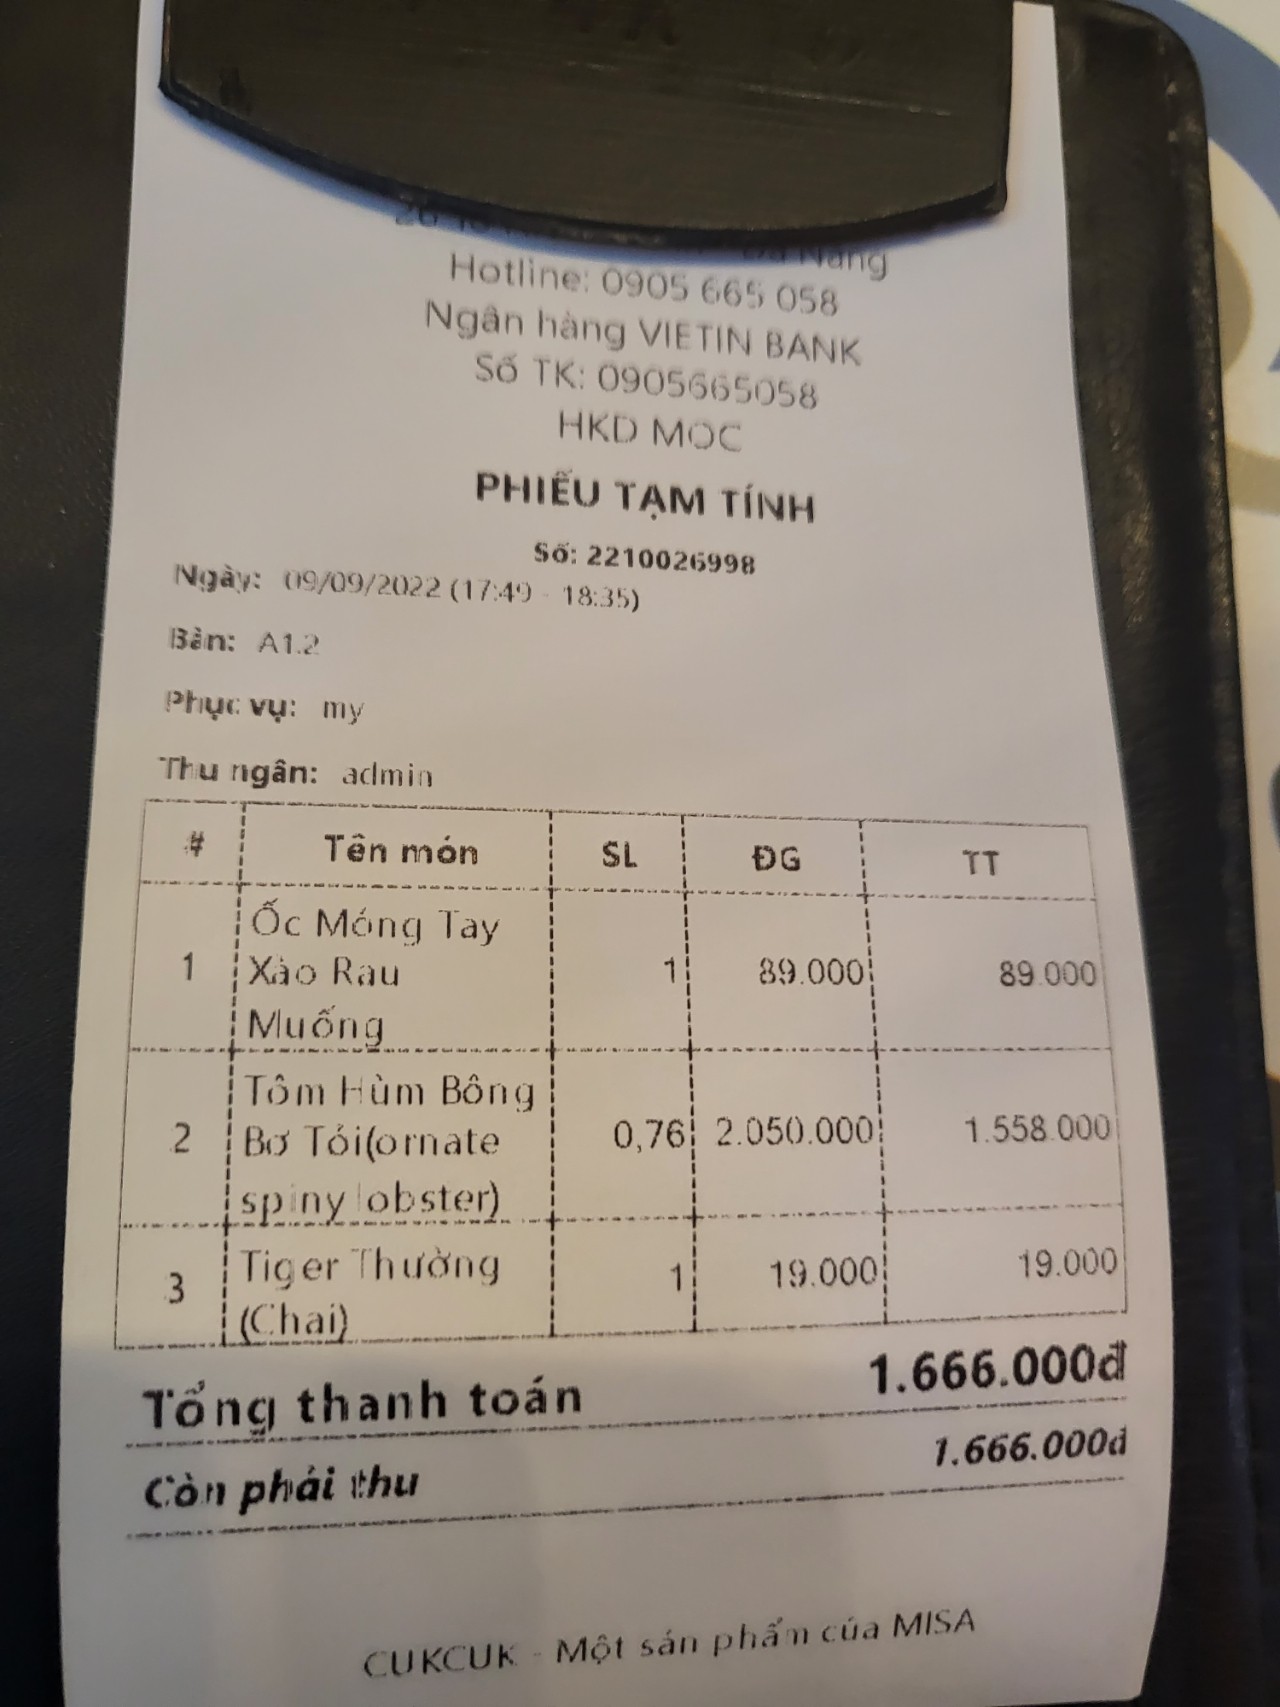 Đà Nẵng
Hotline: 0905 665 058
Ngân hàng VIETIN BANK
Số TK: 0905665058
HKD MOC
PHIẾU TẠM TÍNH
Số: 2210026998
Ngày: 09/09/2022 (17:49 - 18:35)
Bàn: A1.2
Phục vụ: my
Thu ngân: admin
# Tên món SL ĐG TT
Ốc Móng Tay
1 Xào Rau 1 89.000 89.000
Muống
Tôm Hùm Bông
2 Bơ Tỏi(ornate 0,76 2.050.000 1.558.000
spiny lobster)
3 Tiger Thường 1 19.000 19.000
(Chai)
Tổng thanh toán 1.666.000đ
Còn phải thu 1.666.000đ
CUKCUK - Một sản phẩm của MISA